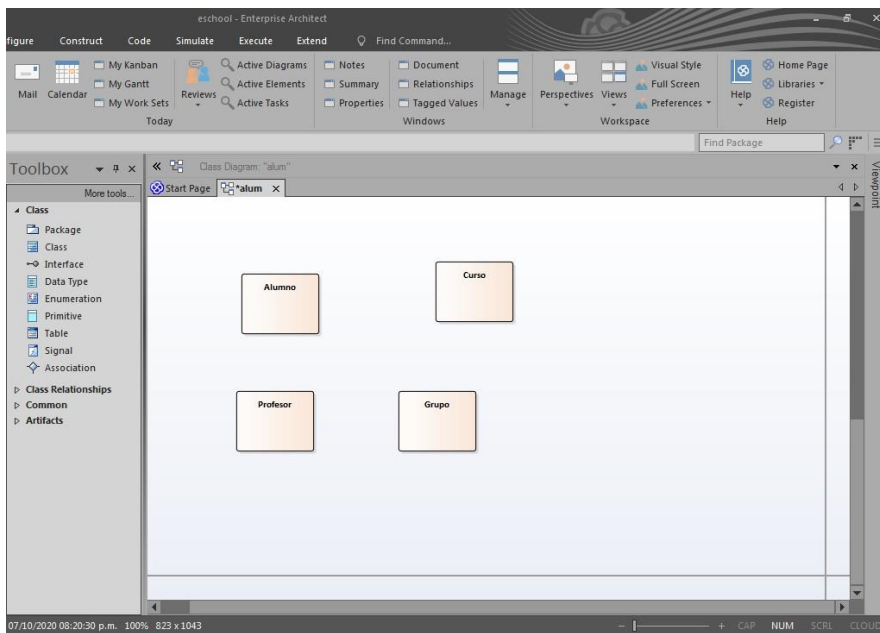 eschool - Enterprise Architect
figure Construct Code Simulate Execute Extend Find Command...
My Kanban Active Diagrams Notes Document Visual Style Home Page
My Gantt Active Elements Summary Relationships Full Screen Libraries
My Work Sets Active Tasks Properties Tagged Values Preferences Register
Mail Calendar Reviews Manage Perspectives Views Help
Today Windows Workspace Help
Find Package
Toolbox
Class Diagram: "alum"
More tools...
Start Page *alum
Viewpoint
Class
Package
Class
Interface
Data Type
Enumeration
Primitive
Table
Signal
Association
Class Relationships
Common
Artifacts
Alumno
Curso
Profesor
Grupo
07/10/2020 08:20:30 p.m. 100% 823 x 1043 CAP NUM SCRL CLOUD